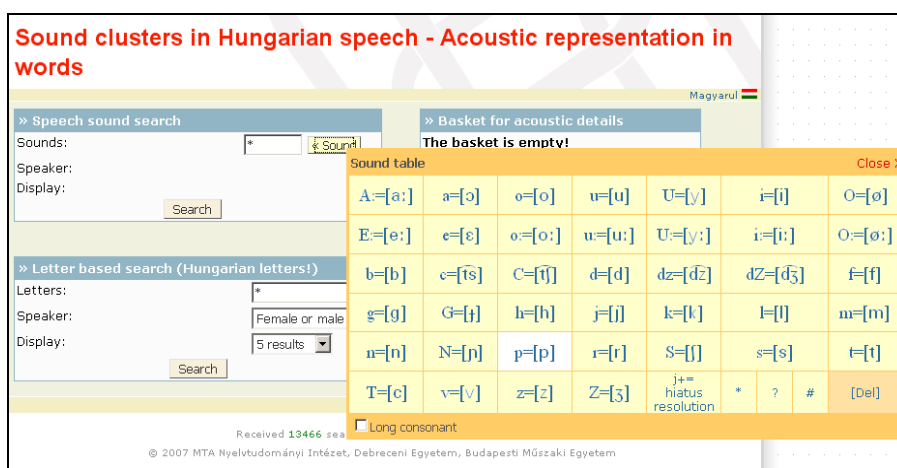 Sound clusters in Hungarian speech - Acoustic representation in
words
Magyarul
» Speech sound search
Sounds:
*
« Sound
Speaker:
Display:
Search
» Basket for acoustic details
The basket is empty!
» Letter based search (Hungarian letters!)
Letters:
*
Speaker:
Female or male
Display:
5 results
Search
Sound table
Close
A:=[aː] a=[ɔ] o=[o] u=[u] U=[y] i=[i] O=[ø]
E:=[eː] e=[ɛ] o:=[oː] u:=[uː] U:=[yː] i:=[iː] O:=[øː]
b=[b] c=[t͡s] C=[t͡ʃ] d=[d] dz=[d͡z] dZ=[d͡ʒ] f=[f]
g=[g] G=[ɟ] h=[h] j=[j] k=[k] l=[l] m=[m]
n=[n] N=[ɲ] p=[p] r=[r] S=[ʃ] s=[s] t=[t]
T=[c] v=[v] z=[z] Z=[ʒ] j+= hiatus resolution * ? # [Del]
Long consonant
Received 13466
© 2007 MTA Nyelvtudományi Intézet, Debreceni Egyetem, Budapesti Műszaki Egyetem